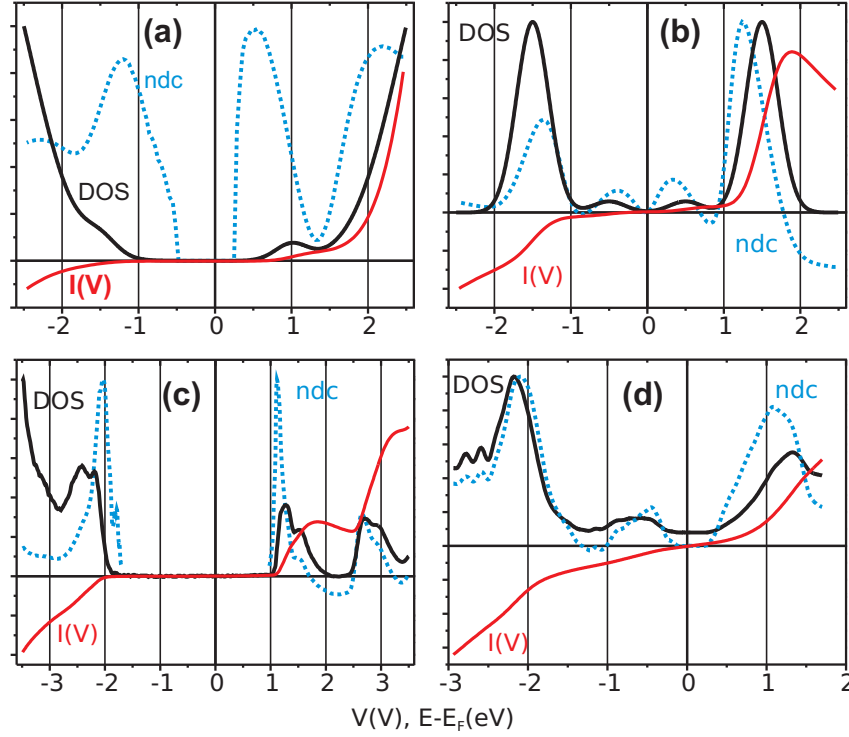 (a)
DOS
ndc
I(V)
-2 -1 0 1 2
(b)
DOS
ndc
I(V)
-2 -1 0 1 2
(c)
DOS
ndc
I(V)
-3 -2 -1 0 1 2 3
(d)
DOS
ndc
I(V)
-3 -2 -1 0 1 2
V(V), E-E_F(eV)